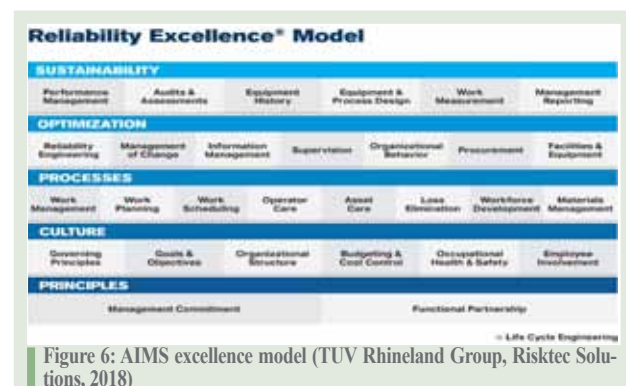 Reliability Excellence® Model
SUSTAINABILITY
Performance Management Audits & Assessments Equipment History Equipment & Process Design Work Measurement Management Reporting
OPTIMIZATION
Reliability Engineering Management of Change Information Management Supervision Organizational Behavior Procurement Facilities & Equipment
PROCESSES
Work Management Work Planning Work Scheduling Operator Care Asset Care Loss Elimination Workforce Development Materials Management
CULTURE
Governing Principles Goals & Objectives Organizational Structure Budgeting & Cost Control Occupational Health & Safety Employee Involvement
PRINCIPLES
Management Commitment Functional Partnership
Life Cycle Engineering
Figure 6: AIMS excellence model (TUV Rhineland Group, Risktec Solu-
tions, 2018)